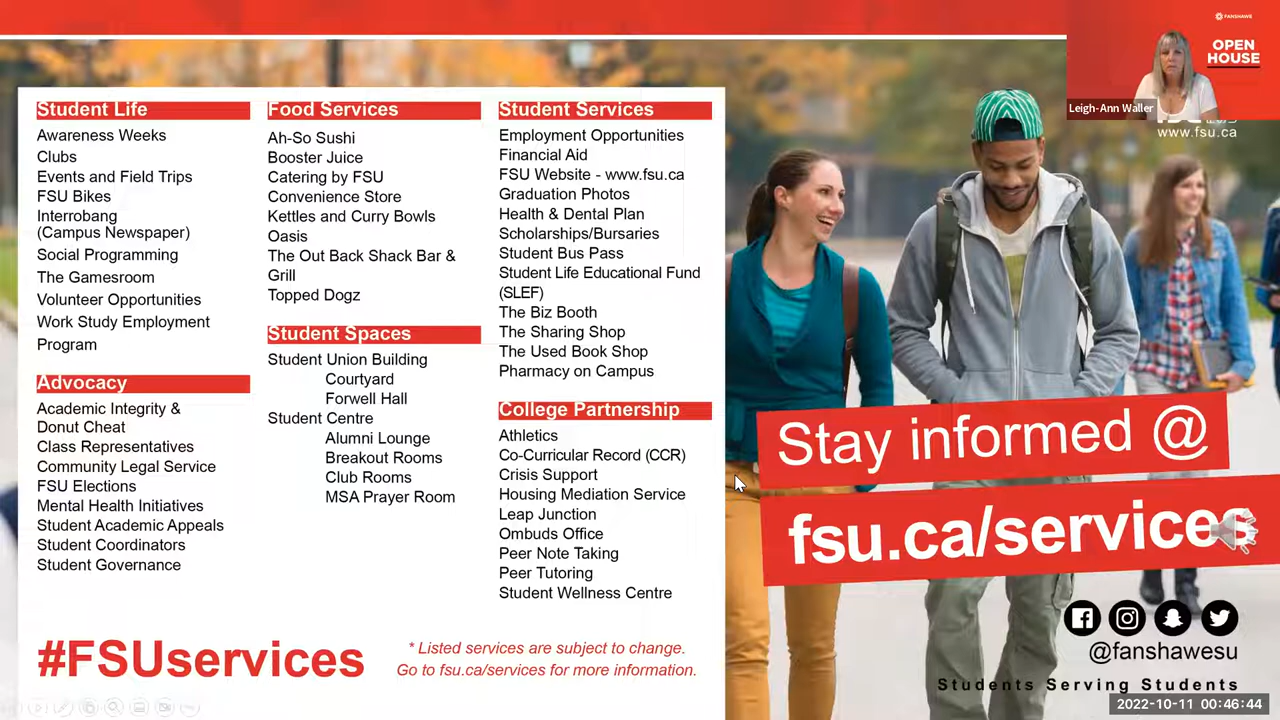 FANSHAWE
OPEN
HOUSE
Leigh-Ann Waller
www.fsu.ca
Student Life
Awareness Weeks
Clubs
Events and Field Trips
FSU Bikes
Interrobang
(Campus Newspaper)
Social Programming
The Gamesroom
Volunteer Opportunities
Work Study Employment
Program
Advocacy
Academic Integrity &
Donut Cheat
Class Representatives
Community Legal Service
FSU Elections
Mental Health Initiatives
Student Academic Appeals
Student Coordinators
Student Governance
Food Services
Ah-So Sushi
Booster Juice
Catering by FSU
Convenience Store
Kettles and Curry Bowls
Oasis
The Out Back Shack Bar &
Grill
Topped Dogz
Student Spaces
Student Union Building
Courtyard
Forwell Hall
Student Centre
Alumni Lounge
Breakout Rooms
Club Rooms
MSA Prayer Room
Student Services
Employment Opportunities
Financial Aid
FSU Website - www.fsu.ca
Graduation Photos
Health & Dental Plan
Scholarships/Bursaries
Student Bus Pass
Student Life Educational Fund
(SLEF)
The Biz Booth
The Sharing Shop
The Used Book Shop
Pharmacy on Campus
College Partnership
Athletics
Co-Curricular Record (CCR)
Crisis Support
Housing Mediation Service
Leap Junction
Ombuds Office
Peer Note Taking
Peer Tutoring
Student Wellness Centre
#FSUservices
* Listed services are subject to change.
Go to fsu.ca/services for more information.
Stay informed @
fsu.ca/services
@fanshawesu
Students Serving Students
2022-10-11 00:46:44